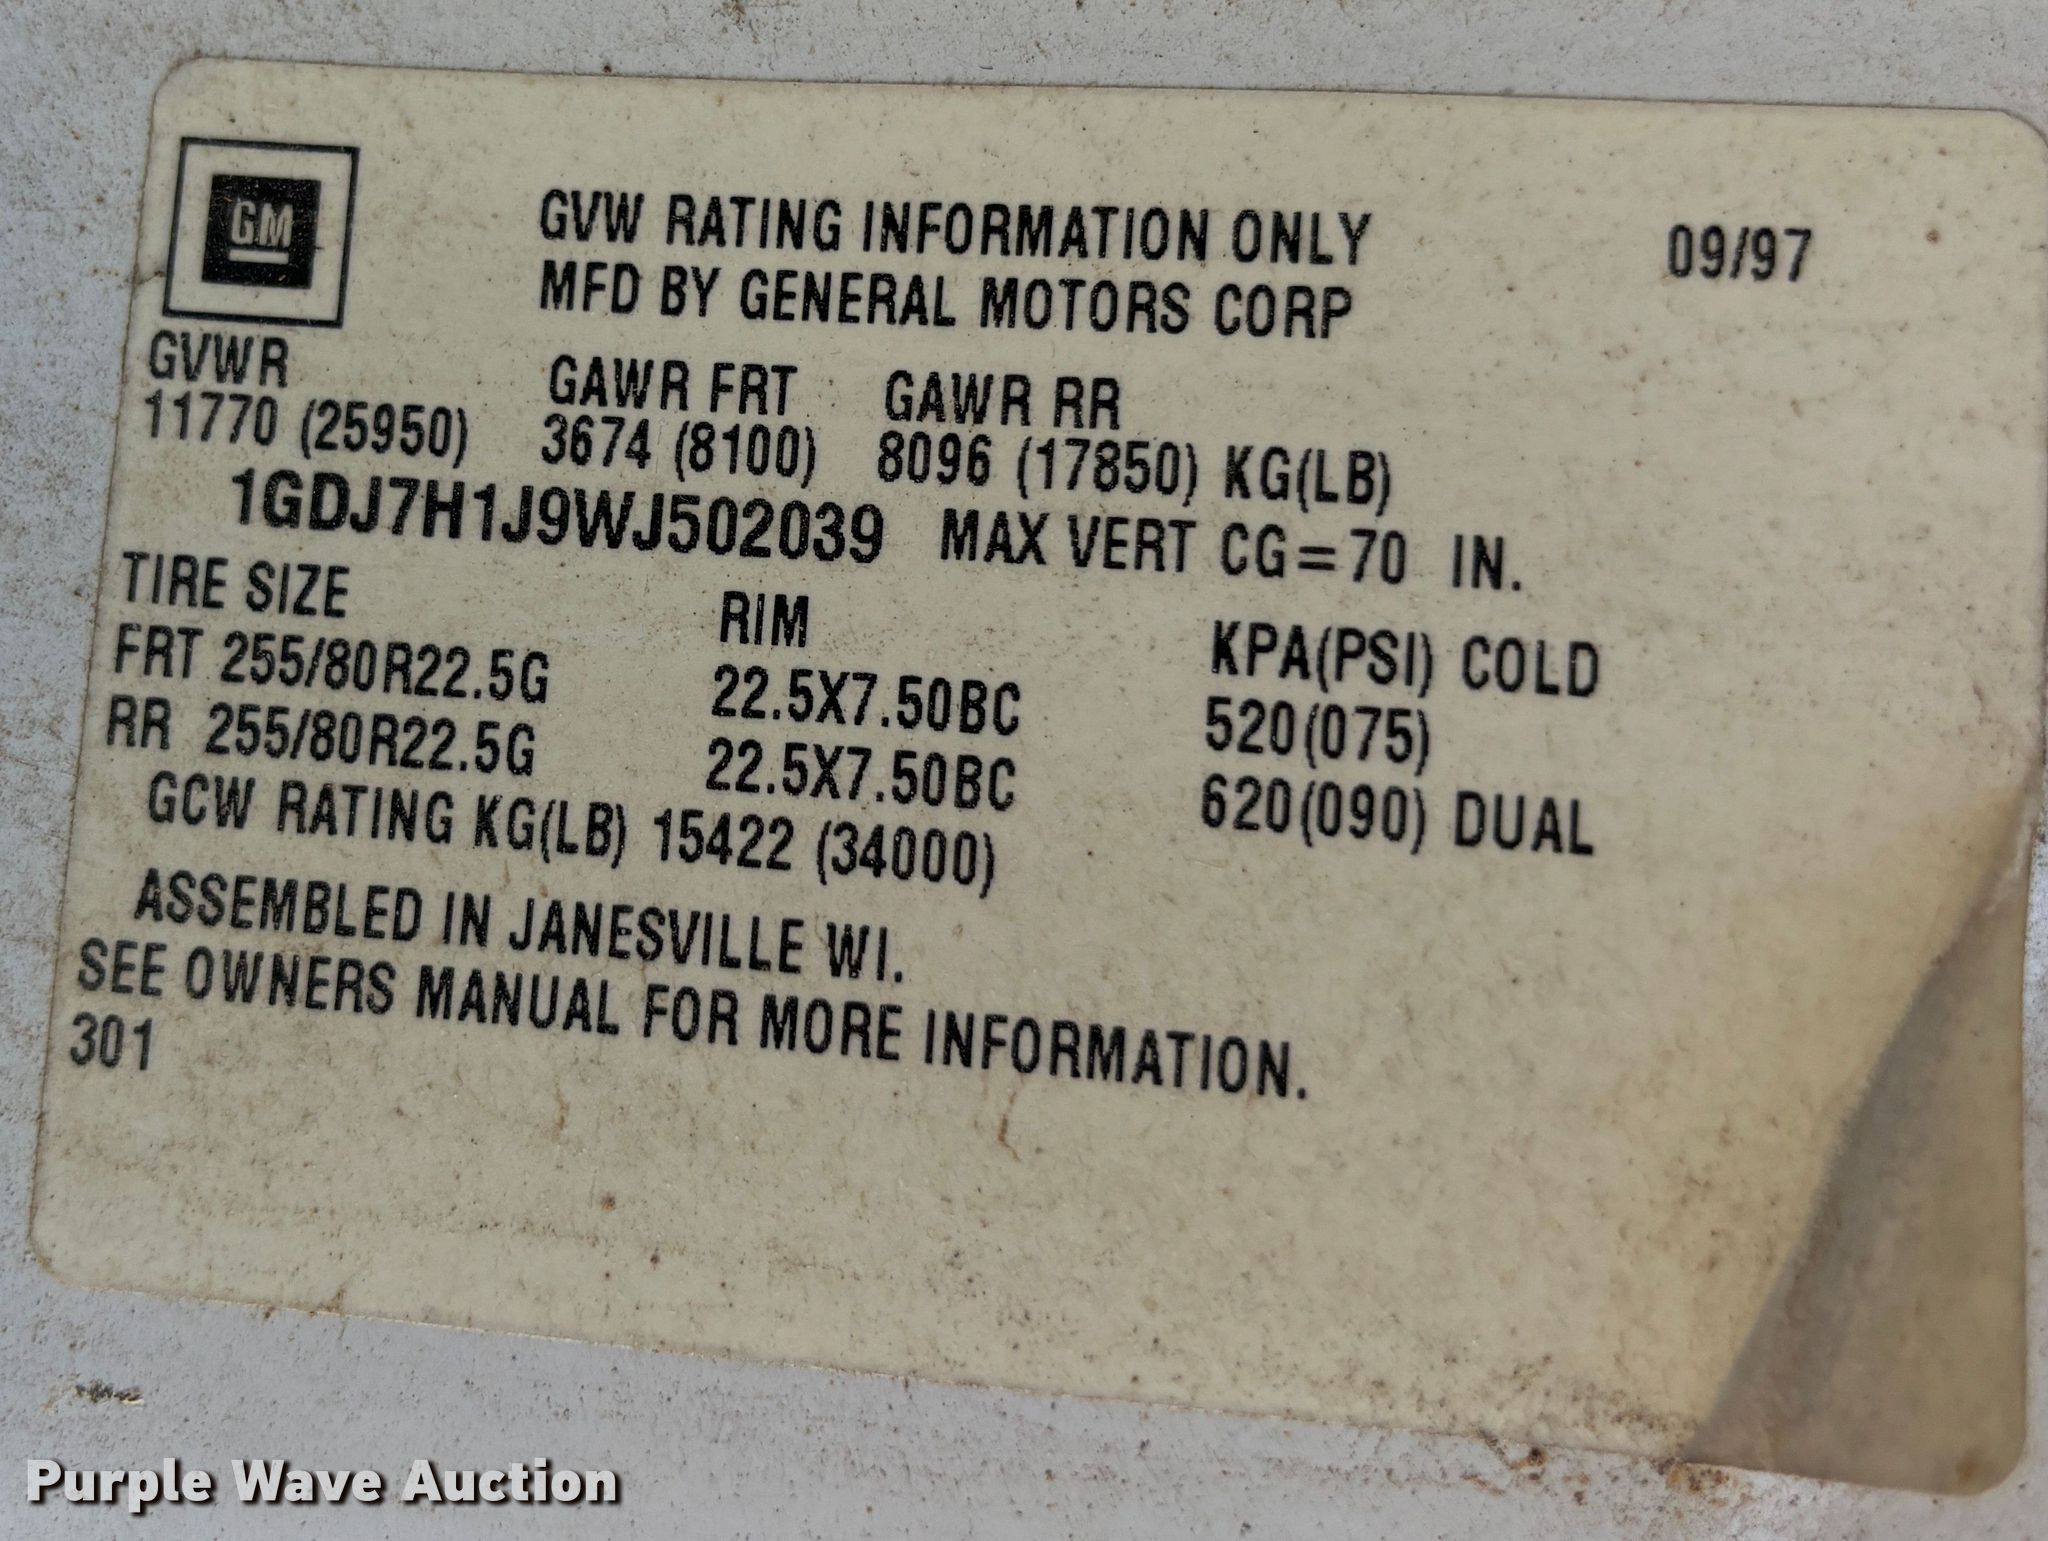 GM
GVW RATING INFORMATION ONLY 09/97
MFD BY GENERAL MOTORS CORP
GVWR GAWR FRT GAWR RR
11770 (25950) 3674 (8100) 8096 (17850) KG(LB)
1GDJ7H1J9WJ502039 MAX VERT CG=70 IN.
TIRE SIZE RIM KPA(PSI) COLD
FRT 255/80R22.5G 22.5X7.50BC 520(075)
RR 255/80R22.5G 22.5X7.50BC 620(090) DUAL
GCW RATING KG(LB) 15422 (34000)
ASSEMBLED IN JANESVILLE WI.
SEE OWNERS MANUAL FOR MORE INFORMATION.
301
Purple Wave Auction